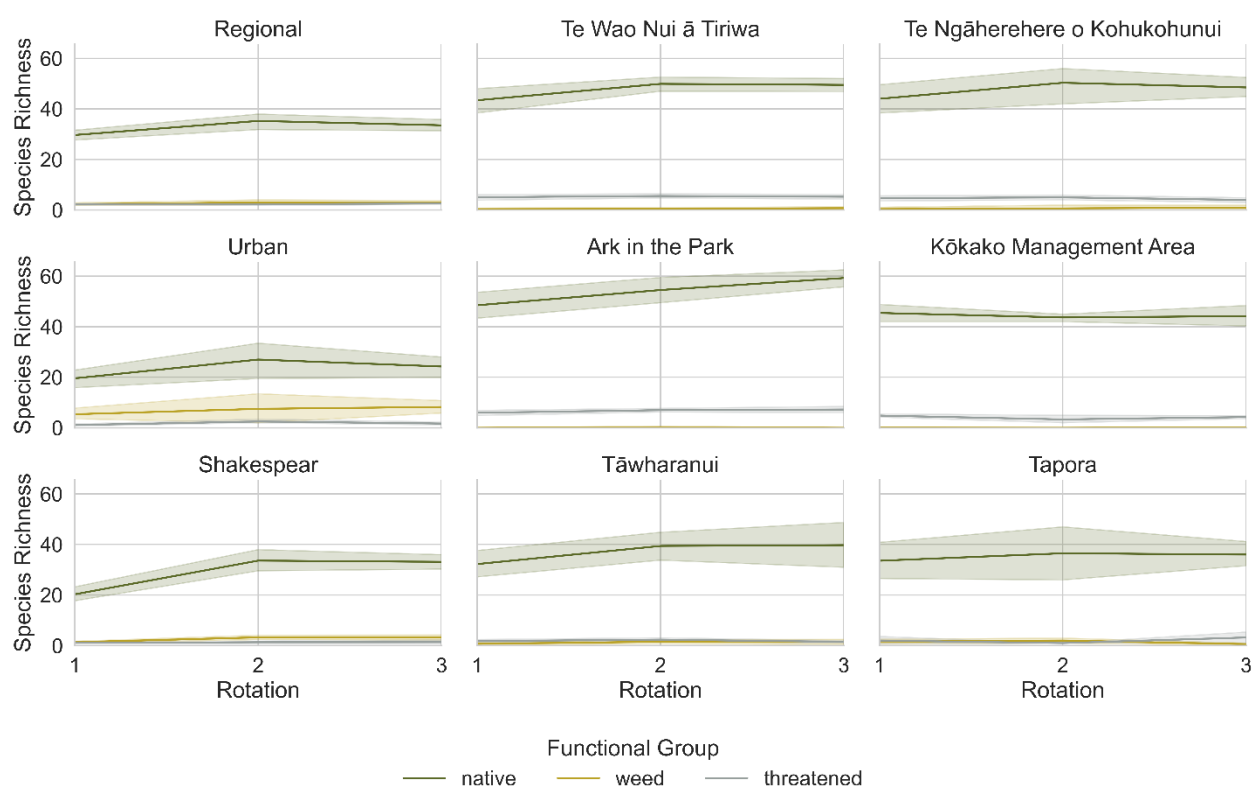 Regional
Te Wao Nui ā Tiriwa
Te Ngāherehere o Kohukohunui
Species Richness
60
40
20
0
Urban
Ark in the Park
Kōkako Management Area
Species Richness
60
40
20
0
Shakespear
Tāwharanui
Tapora
Species Richness
60
40
20
0
1 2 3
1 2 3
1 2 3
Rotation
Rotation
Rotation
Functional Group
native weed threatened